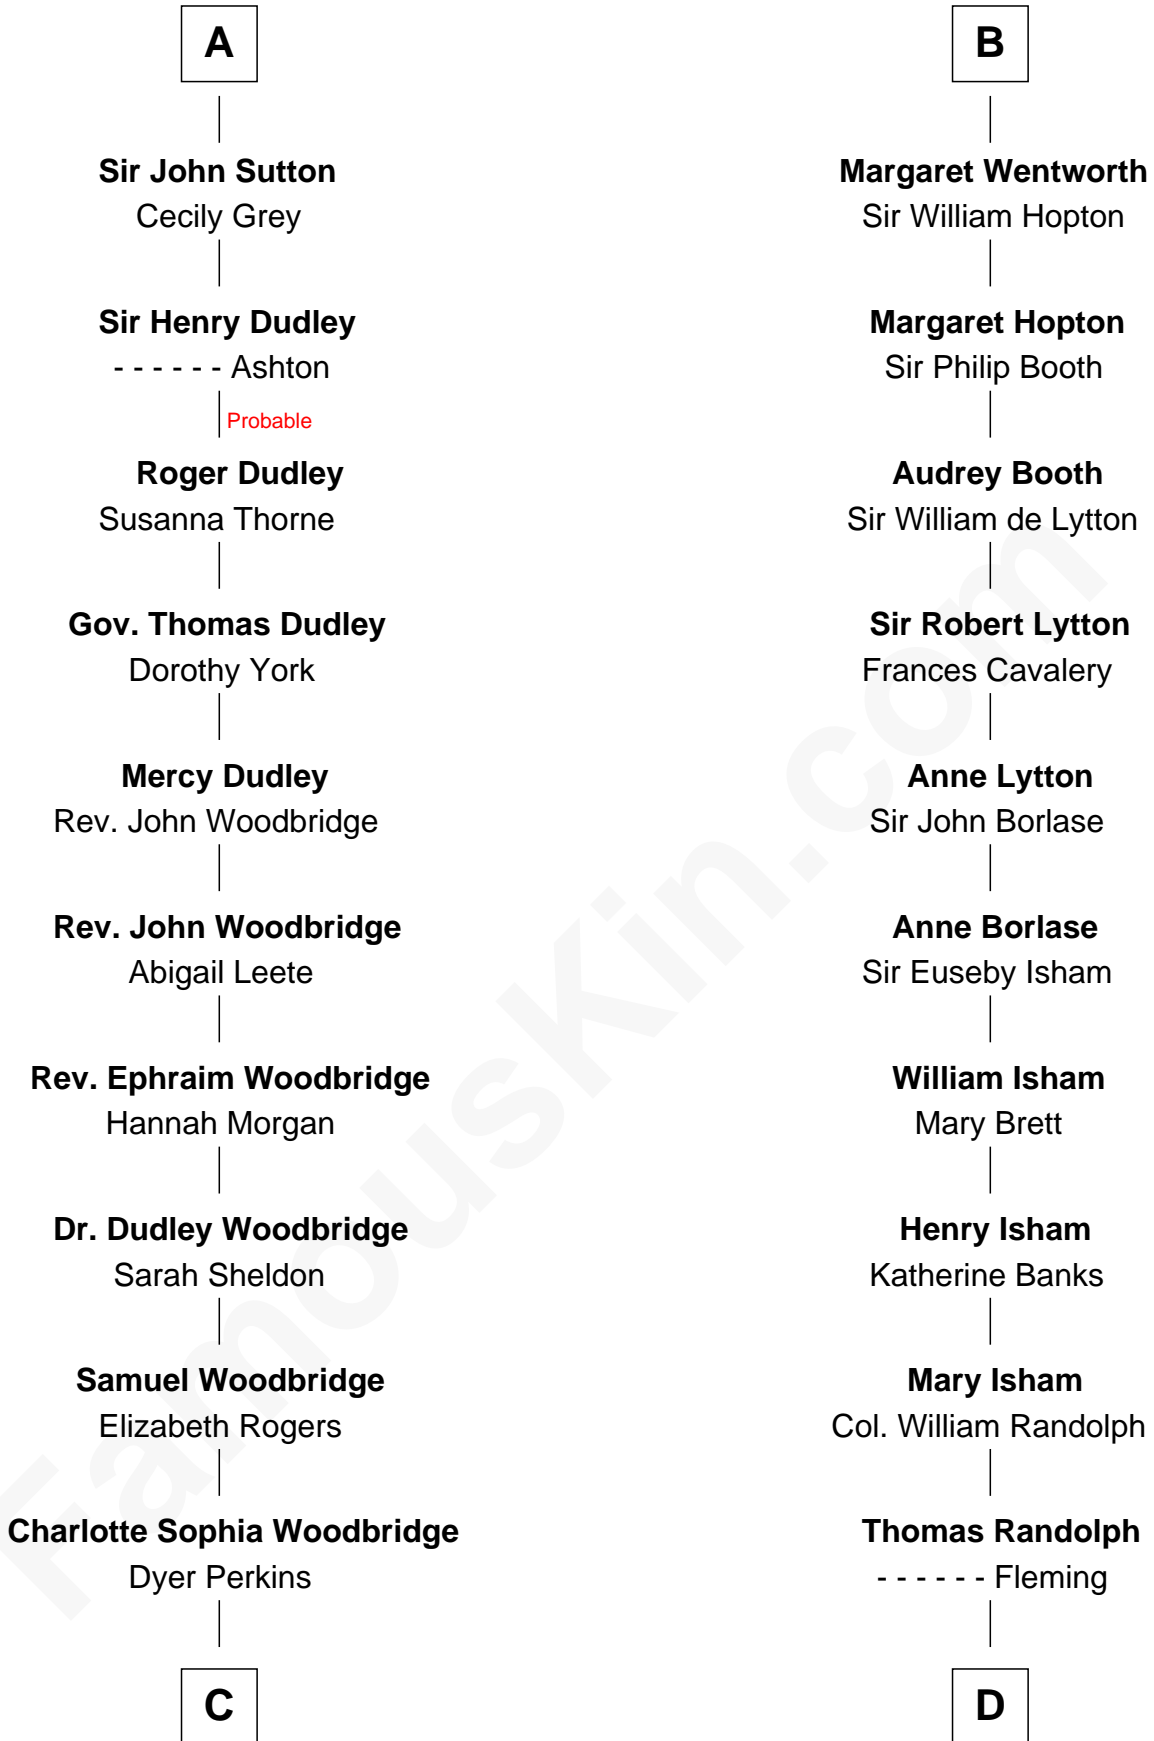 A
Sir John Sutton
Cecily Grey
Sir Henry Dudley
- - - - - - Ashton
Probable
Roger Dudley
Susanna Thorne
Gov. Thomas Dudley
Dorothy York
Mercy Dudley
Rev. John Woodbridge
Rev. John Woodbridge
Abigail Leete
Rev. Ephraim Woodbridge
Hannah Morgan
Dr. Dudley Woodbridge
Sarah Sheldon
Samuel Woodbridge
Elizabeth Rogers
Charlotte Sophia Woodbridge
Dyer Perkins
C
B
Margaret Wentworth
Sir William Hopton
Margaret Hopton
Sir Philip Booth
Audrey Booth
Sir William de Lytton
Sir Robert Lytton
Frances Cavalery
Anne Lytton
Sir John Borlase
Anne Borlase
Sir Euseby Isham
William Isham
Mary Brett
Henry Isham
Katherine Banks
Mary Isham
Col. William Randolph
Thomas Randolph
- - - - - - Fleming
D
FamousKin.com